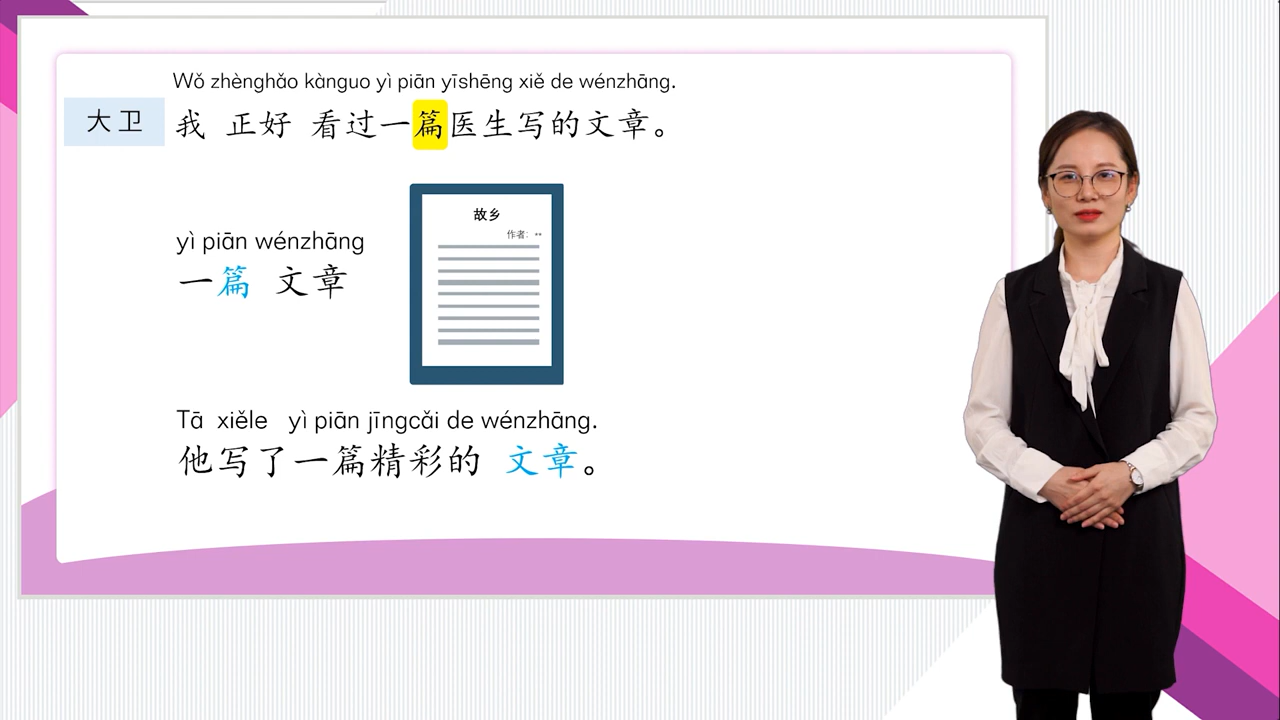 Wǒ zhènghǎo kànguo yì piān yīshēng xiě de wénzhāng.
大卫 我 正好 看过一篇医生写的文章。
故乡
作者: **
yì piān wénzhāng
一篇 文章
Tā xiěle yì piān jīngcǎi de wénzhāng.
他写了一篇精彩的 文章。